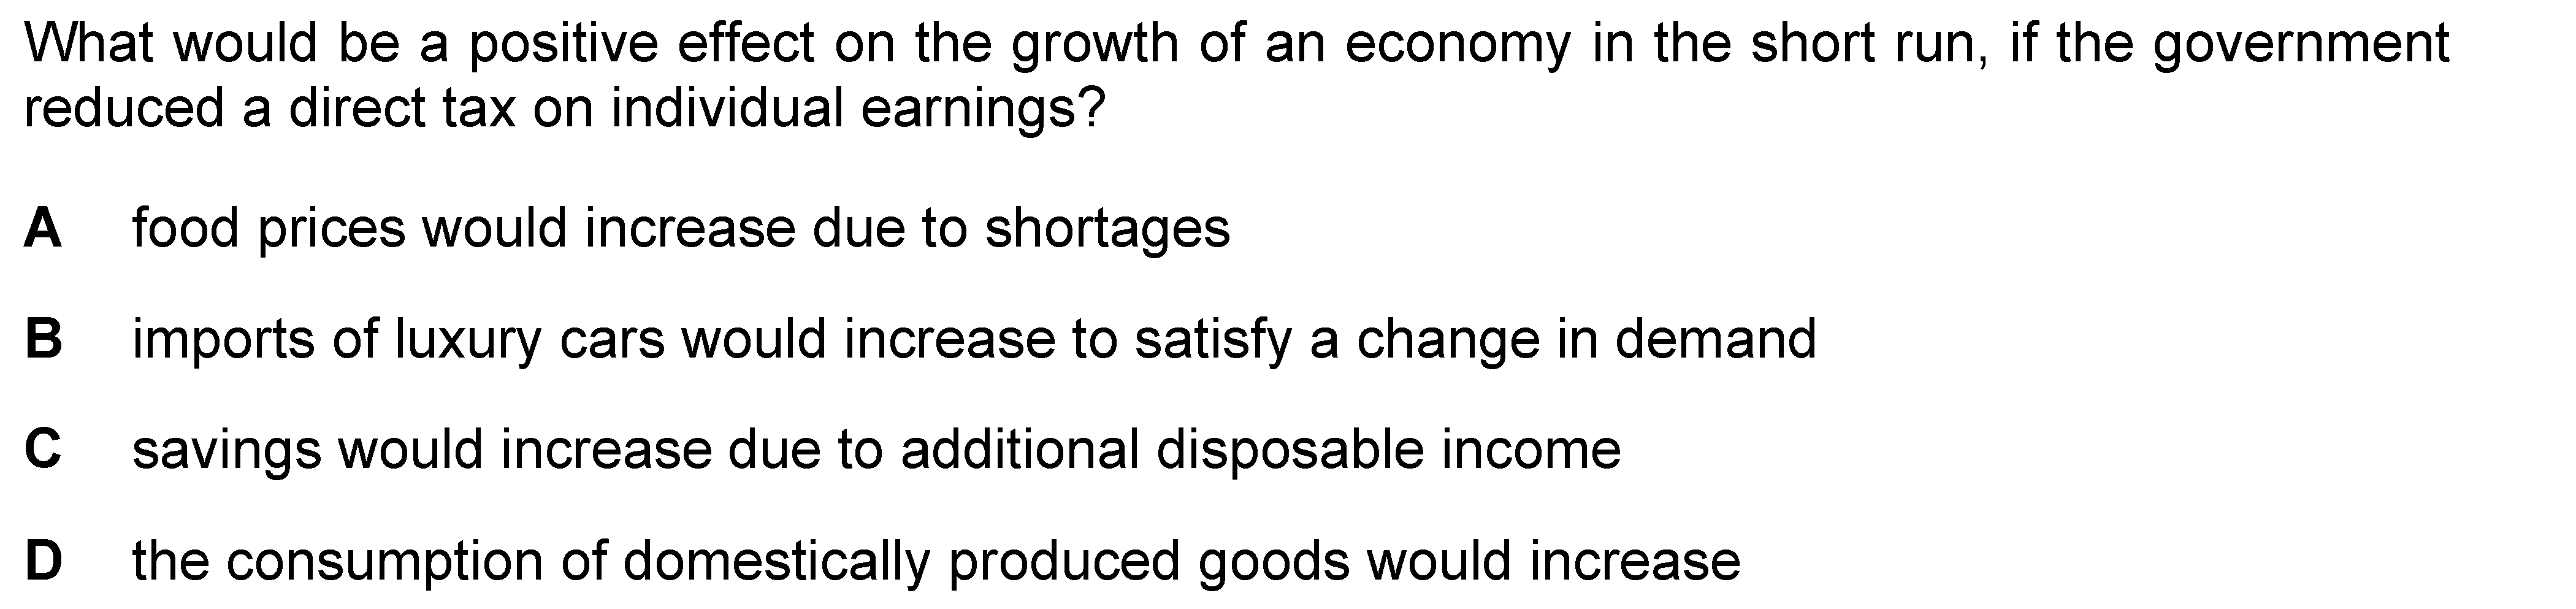 What would be a positive effect on the growth of an economy in the short run, if the government
reduced a direct tax on individual earnings?
A food prices would increase due to shortages
B imports of luxury cars would increase to satisfy a change in demand
C savings would increase due to additional disposable income
D the consumption of domestically produced goods would increase